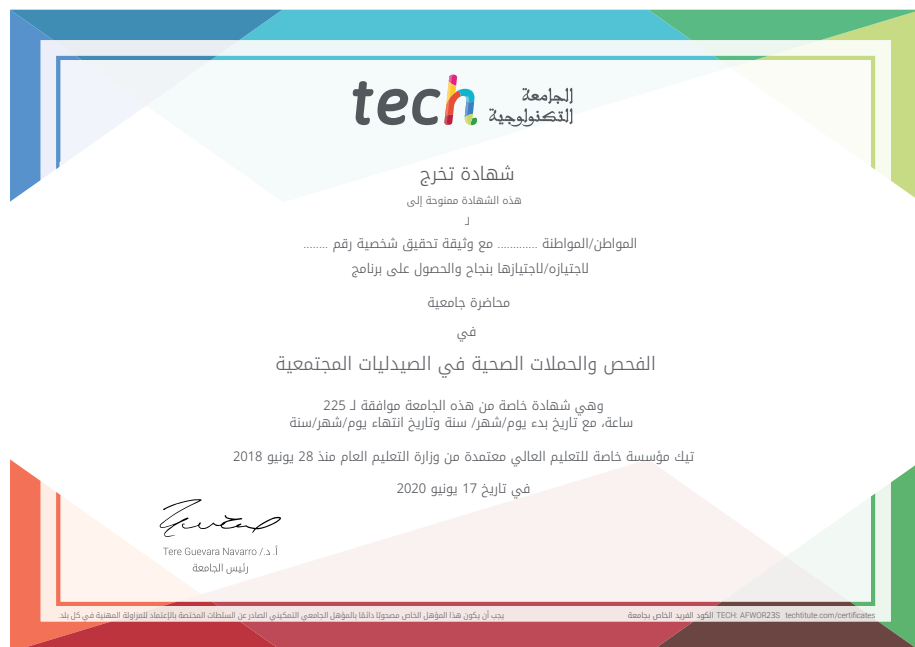 tech الجامعة
التكنولوجية
شهادة تخرج
هذه الشهادة ممنوحة إلى
لـ
المواطن/المواطنة ............ مع وثيقة تحقيق شخصية رقم ........
لاجتيازه/لاجتيازها بنجاح والحصول على برنامج
محاضرة جامعية
في
الفحص والحملات الصحية في الصيدليات المجتمعية
وهي شهادة خاصة من هذه الجامعة موافقة لـ 225
ساعة، مع تاريخ بدء يوم/شهر/ سنة وتاريخ انتهاء يوم/شهر/سنة
تيك مؤسسة خاصة للتعليم العالي معتمدة من وزارة التعليم العام منذ 28 يونيو 2018
في تاريخ 17 يونيو 2020
أ. د./ Tere Guevara Navarro
رئيس الجامعة
يجب أن يكون هذا المؤهل الخاص مصحوبًا دائمًا بالمؤهل الجامعي التمكيني الصادر عن السلطات المختصة بالإعتماد للمزاولة المهنية في كل بلد.
الكود الفريد الخاص بجامعة TECH: AFWOR23S techtitute.com/certificates